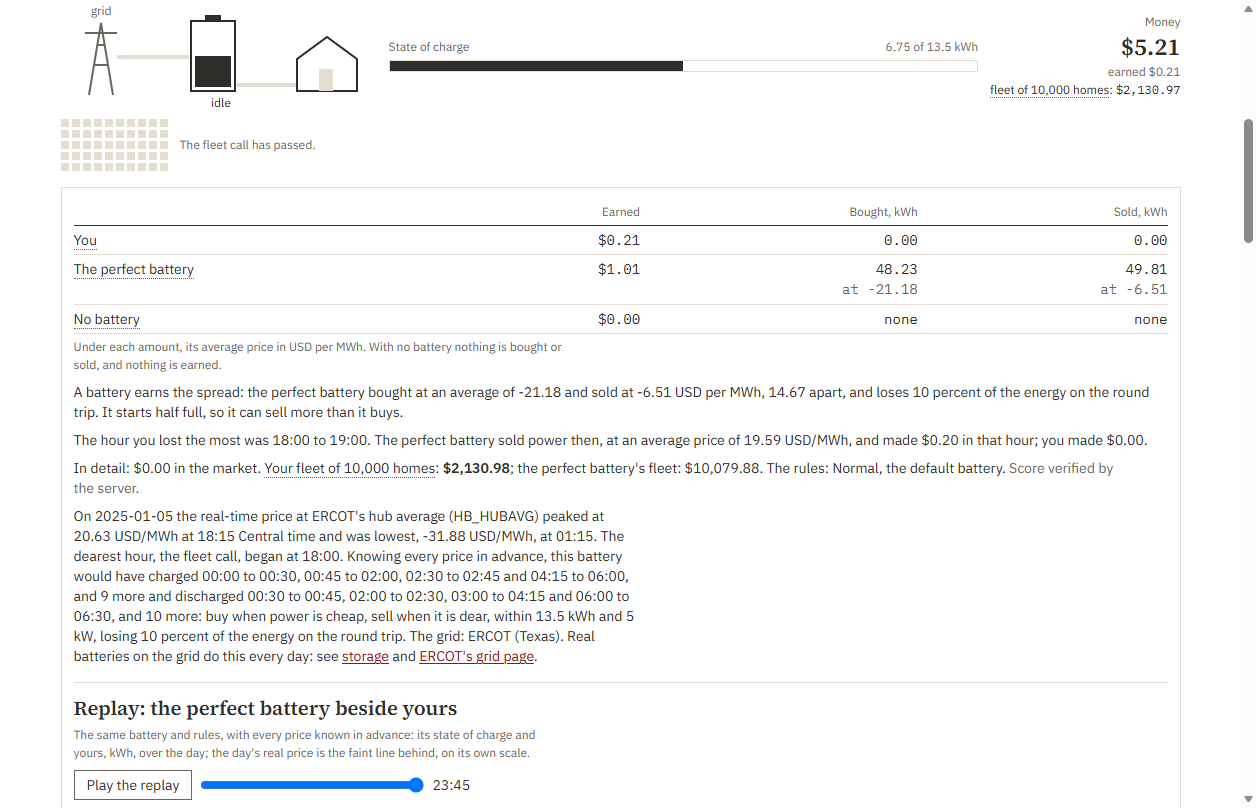 grid
idle
State of charge
6.75 of 13.5 kWh
Money
$5.21
earned $0.21
fleet of 10,000 homes: $2,130.97
The fleet call has passed.
Earned Bought, kWh Sold, kWh
You $0.21 0.00 0.00
The perfect battery $1.01 48.23 49.81
at -21.18 at -6.51
No battery $0.00 none none
Under each amount, its average price in USD per MWh. With no battery nothing is bought or
sold, and nothing is earned.
A battery earns the spread: the perfect battery bought at an average of -21.18 and sold at -6.51 USD per MWh, 14.67 apart, and loses 10 percent of the energy on the round
trip. It starts half full, so it can sell more than it buys.
The hour you lost the most was 18:00 to 19:00. The perfect battery sold power then, at an average price of 19.59 USD/MWh, and made $0.20 in that hour; you made $0.00.
In detail: $0.00 in the market. Your fleet of 10,000 homes: $2,130.98; the perfect battery's fleet: $10,079.88. The rules: Normal, the default battery. Score verified by
the server.
On 2025-01-05 the real-time price at ERCOT's hub average (HB_HUBAVG) peaked at
20.63 USD/MWh at 18:15 Central time and was lowest, -31.88 USD/MWh, at 01:15. The
dearest hour, the fleet call, began at 18:00. Knowing every price in advance, this battery
would have charged 00:00 to 00:30, 00:45 to 02:00, 02:30 to 02:45 and 04:15 to 06:00,
and 9 more and discharged 00:30 to 00:45, 02:00 to 02:30, 03:00 to 04:15 and 06:00 to
06:30, and 10 more: buy when power is cheap, sell when it is dear, within 13.5 kWh and 5
kW, losing 10 percent of the energy on the round trip. The grid: ERCOT (Texas). Real
batteries on the grid do this every day: see storage and ERCOT's grid page.
Replay: the perfect battery beside yours
The same battery and rules, with every price known in advance: its state of charge and
yours, kWh, over the day; the day's real price is the faint line behind, on its own scale.
Play the replay 23:45